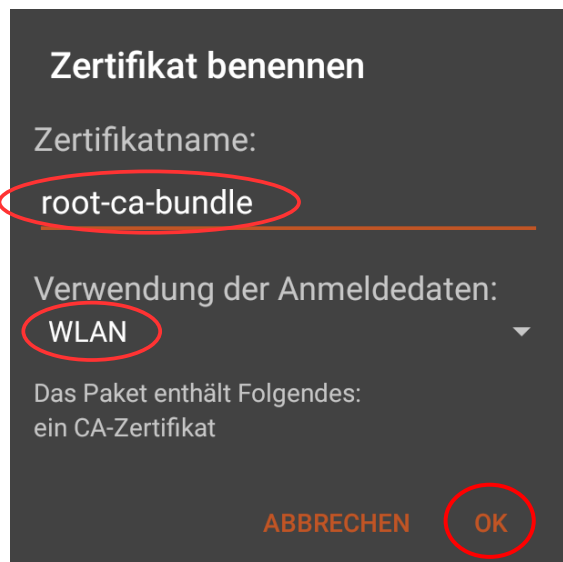 Zertifikat benennen
Zertifikatname:
root-ca-bundle
Verwendung der Anmeldedaten:
WLAN
Das Paket enthält Folgendes:
ein CA-Zertifikat
ABBRECHEN OK